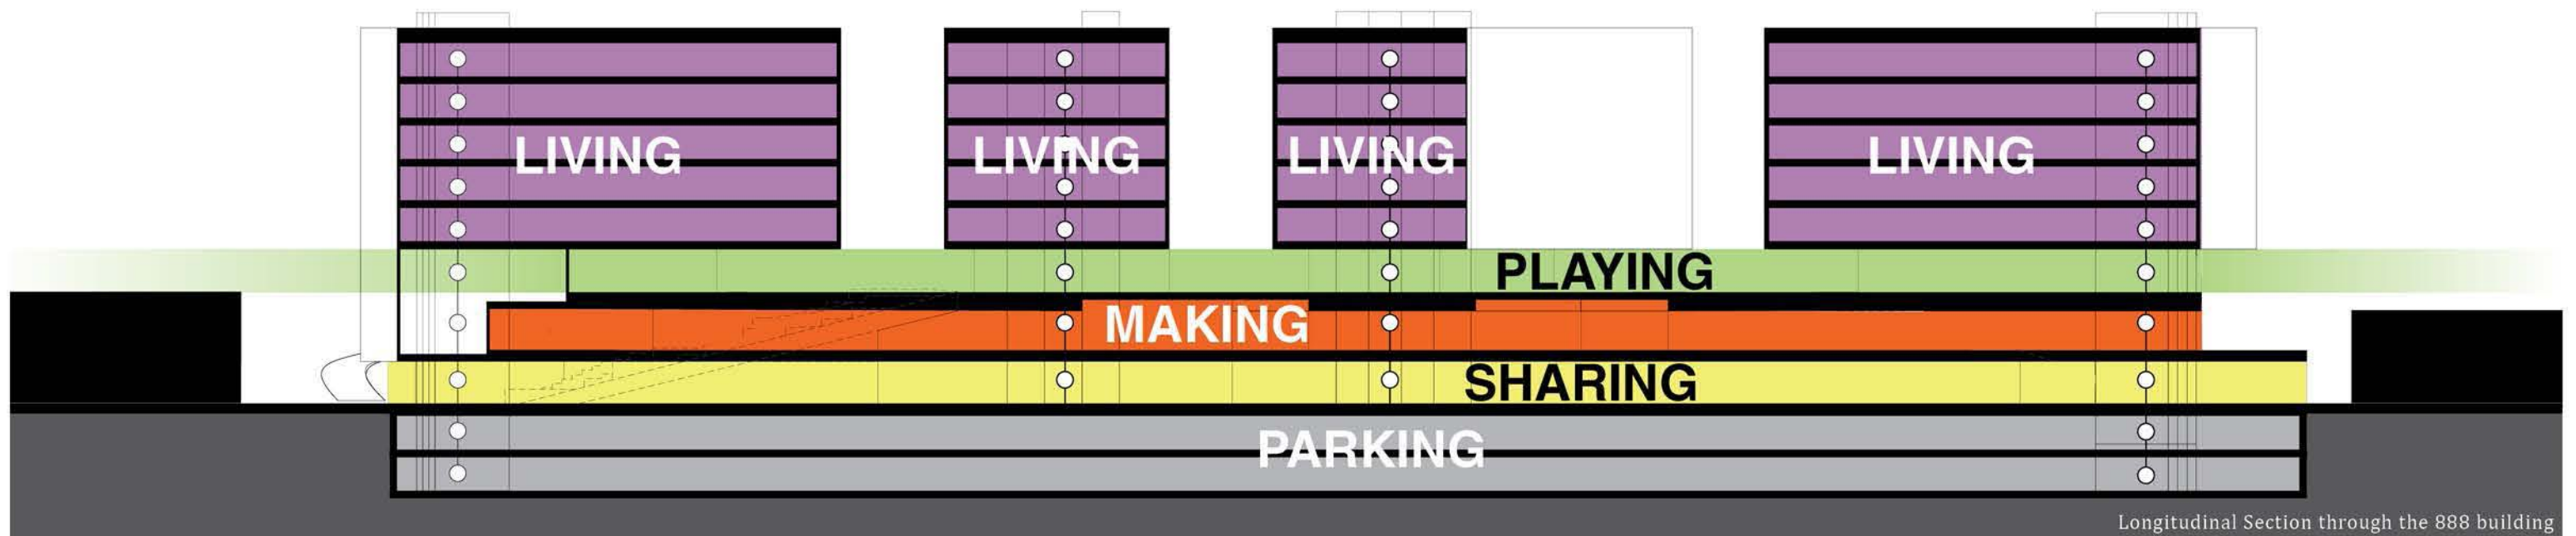 LIVING
LIVING
LIVING
LIVING
PLAYING
MAKING
SHARING
PARKING
Longitudinal Section through the 888 building